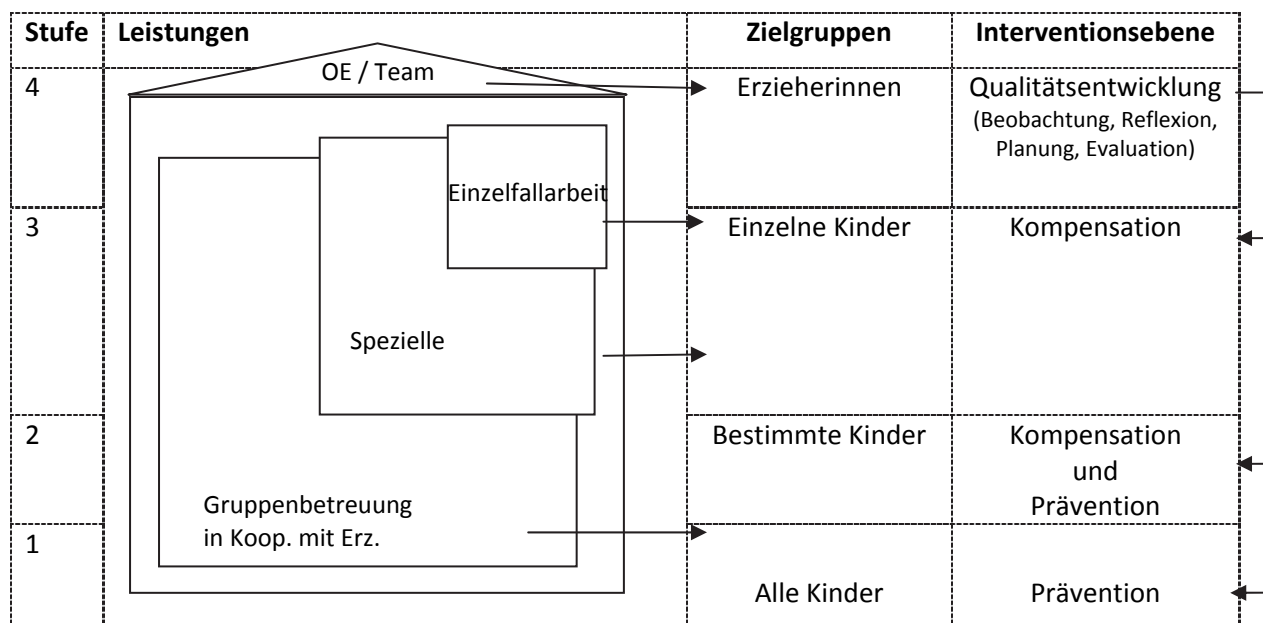 Stufe Leistungen Zielgruppen Interventionsebene
OE / Team
4 Erzieherinnen Qualitätsentwicklung
(Beobachtung, Reflexion,
Planung, Evaluation)
Einzelfallarbeit
3 Einzelne Kinder Kompensation
Spezielle
2 Bestimmte Kinder Kompensation
und
Prävention
Gruppenbetreuung
in Koop. mit Erz.
1
Alle Kinder Prävention